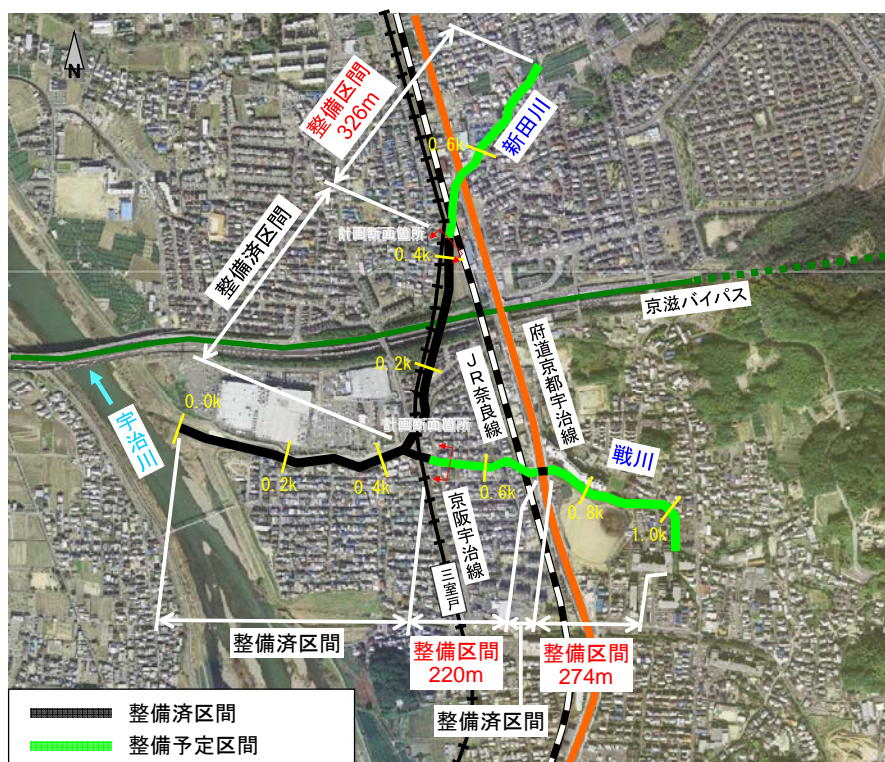 N
整備区間
326m
新田川
0.6k
整備済区間
計画断面箇所
0.4k
京滋バイパス
0.2k
JR奈良線
府道京都宇治線
宇治川
0.0k
計画断面箇所
戦川
0.2k
0.4k
0.6k
0.8k
1.0k
京阪宇治線
三室戸
整備済区間
整備区間
220m
整備区間
274m
整備済区間
整備済区間
整備予定区間